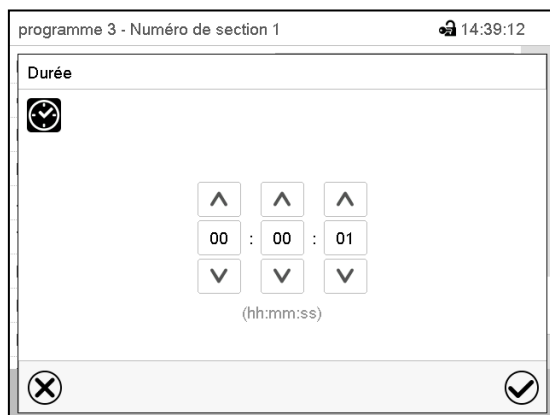 programme 3 - Numéro de section 1 14:39:12
Durée
00 : 00 : 01
(hh:mm:ss)